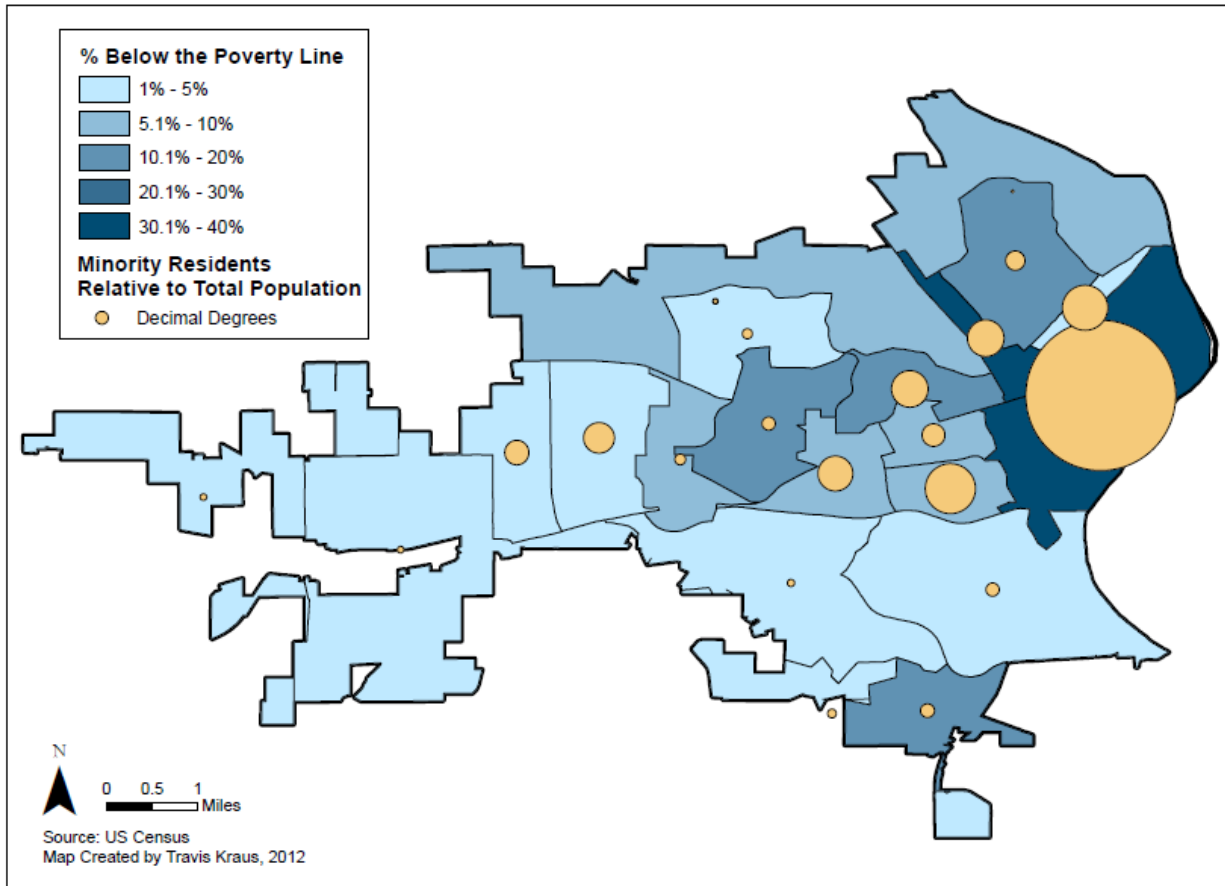 % Below the Poverty Line
1% - 5%
5.1% - 10%
10.1% - 20%
20.1% - 30%
30.1% - 40%
Minority Residents
Relative to Total Population
Decimal Degrees
N
0 0.5 1
Miles
Source: US Census
Map Created by Travis Kraus, 2012